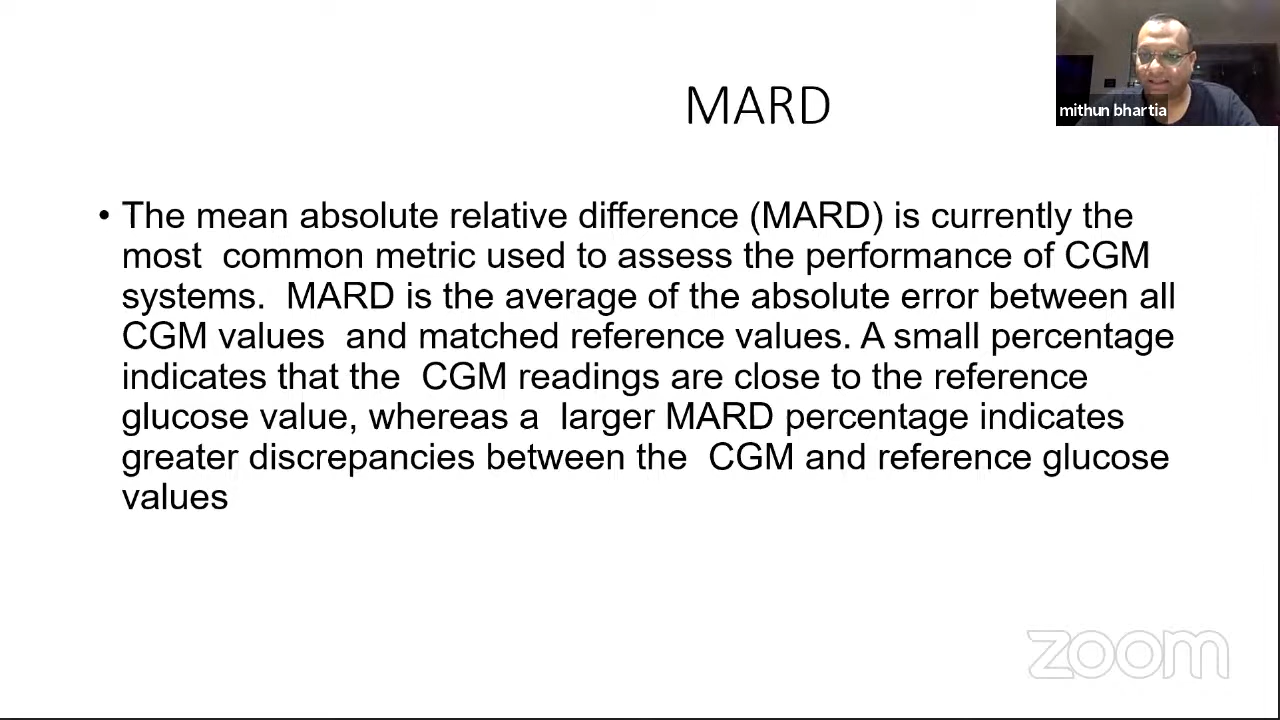 MARD
mithun bhartia
• The mean absolute relative difference (MARD) is currently the
most  common metric used to assess the performance of CGM
systems.  MARD is the average of the absolute error between all
CGM values  and matched reference values. A small percentage
indicates that the  CGM readings are close to the reference
glucose value, whereas a  larger MARD percentage indicates
greater discrepancies between the  CGM and reference glucose
values
zoom